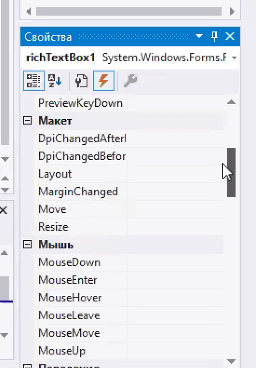 Свойства
richTextBox1 System.Windows.Forms.F
PreviewKeyDown
Макет
DpiChangedAfterl
DpiChangedBefor
Layout
MarginChanged
Move
Resize
Мышь
MouseDown
MouseEnter
MouseHover
MouseLeave
MouseMove
MouseUp